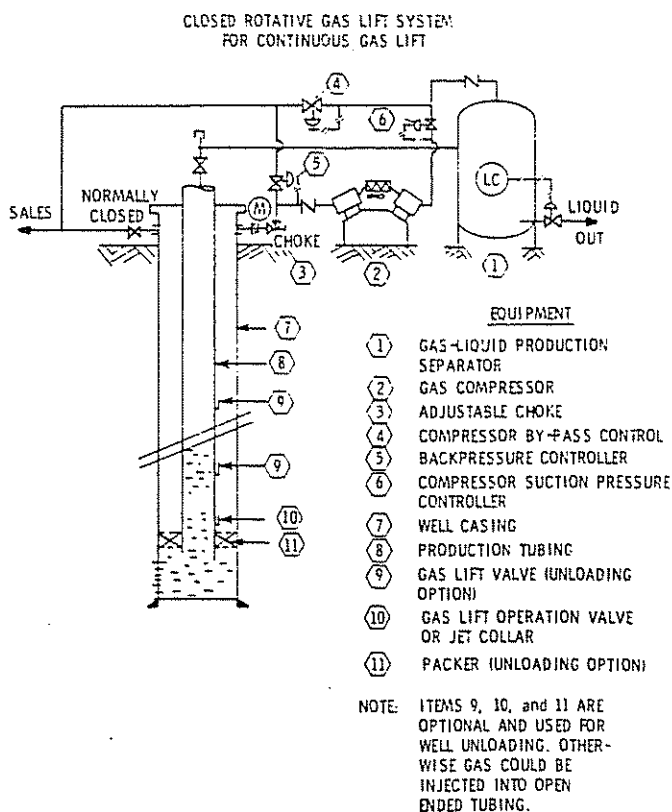 CLOSED ROTATIVE GAS LIFT SYSTEM
FOR CONTINUOUS GAS LIFT
4
6
5
LC
NORMALLY
CLOSED
M
SALES
LIQUID
OUT
CHOKE
3
2
1
7
8
9
9
10
11
EQUIPMENT
1 GAS-LIQUID PRODUCTION
SEPARATOR
2 GAS COMPRESSOR
3 ADJUSTABLE CHOKE
4 COMPRESSOR BY-PASS CONTROL
5 BACKPRESSURE CONTROLLER
6 COMPRESSOR SUCTION PRESSURE
CONTROLLER
7 WELL CASING
8 PRODUCTION TUBING
9 GAS LIFT VALVE (UNLOADING
OPTION)
10 GAS LIFT OPERATION VALVE
OR JET COLLAR
11 PACKER (UNLOADING OPTION)
NOTE: ITEMS 9, 10, and 11 ARE
OPTIONAL AND USED FOR
WELL UNLOADING. OTHER-
WISE GAS COULD BE
INJECTED INTO OPEN
ENDED TUBING.